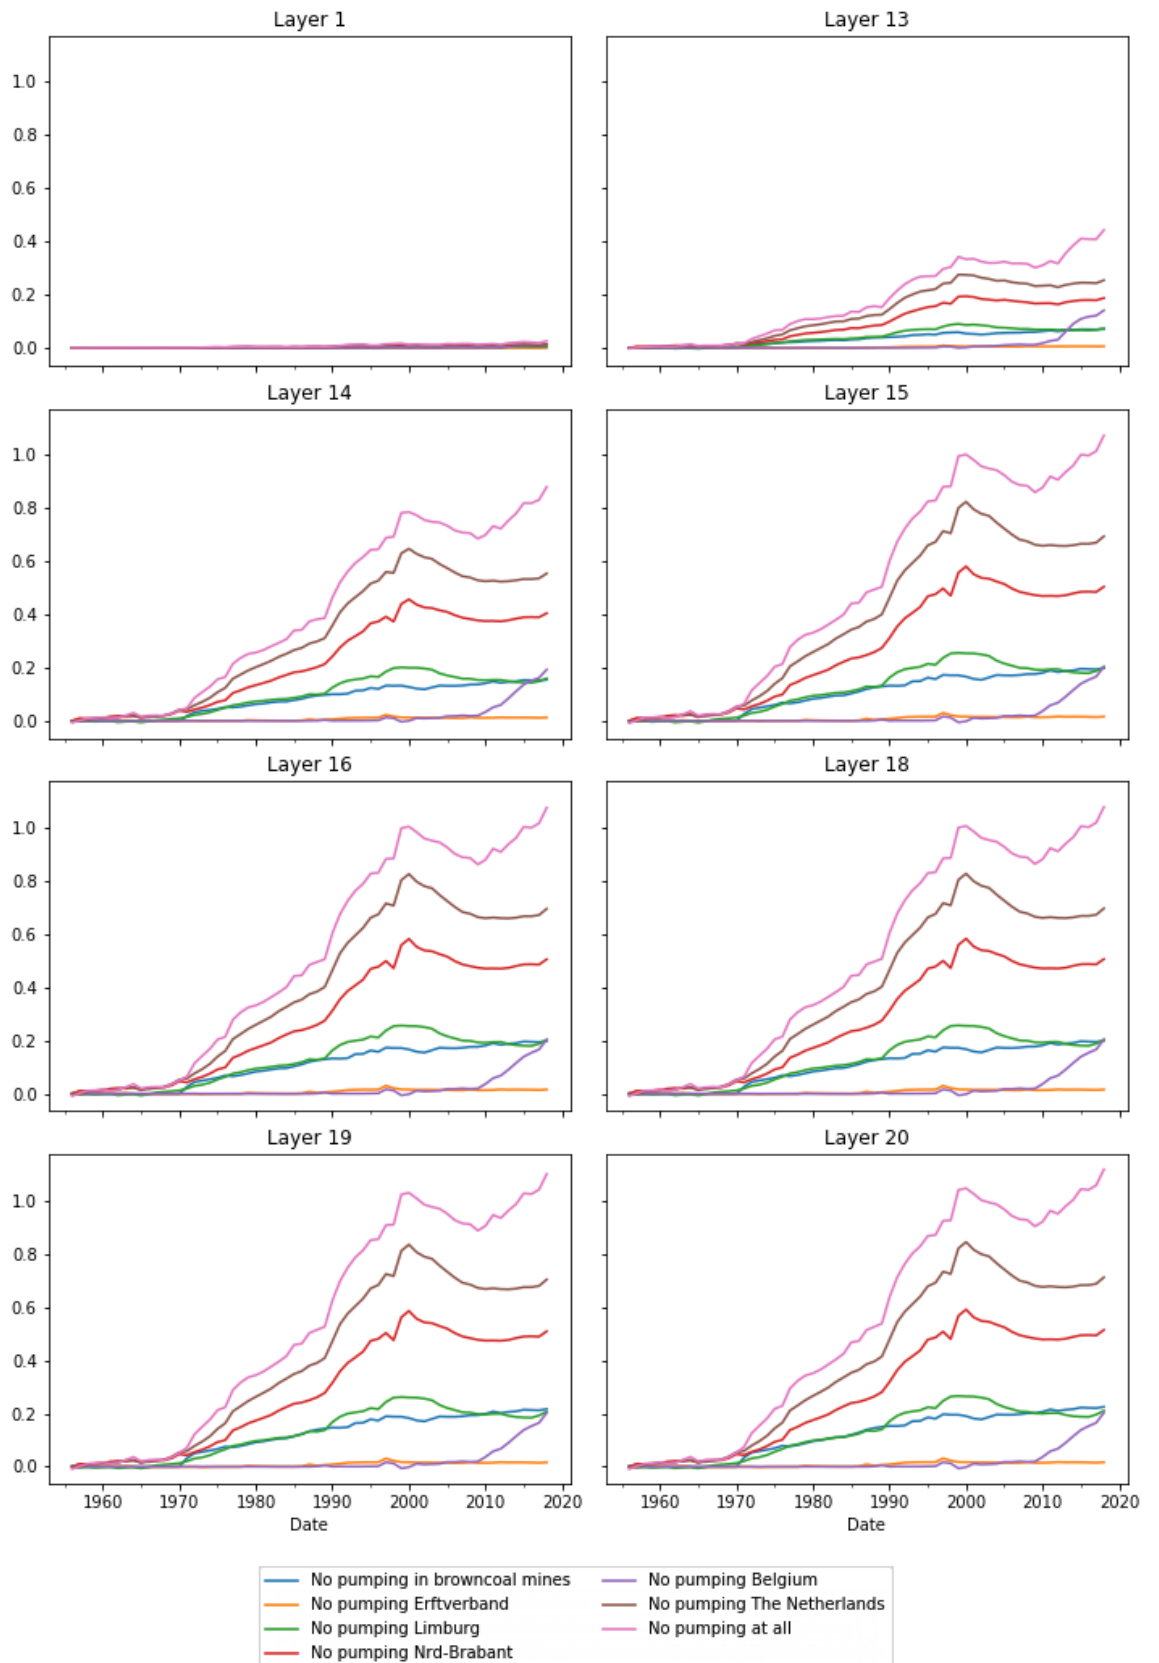 Layer 1
Layer 13
1.0
0.8
0.6
0.4
0.2
0.0
Layer 14
Layer 15
1.0
0.8
0.6
0.4
0.2
0.0
Layer 16
Layer 18
1.0
0.8
0.6
0.4
0.2
0.0
Layer 19
Layer 20
1.0
0.8
0.6
0.4
0.2
0.0
1960 1970 1980 1990 2000 2010 2020
Date
1960 1970 1980 1990 2000 2010 2020
Date
No pumping in browncoal mines
No pumping Erftverband
No pumping Limburg
No pumping Nrd-Brabant
No pumping Belgium
No pumping The Netherlands
No pumping at all